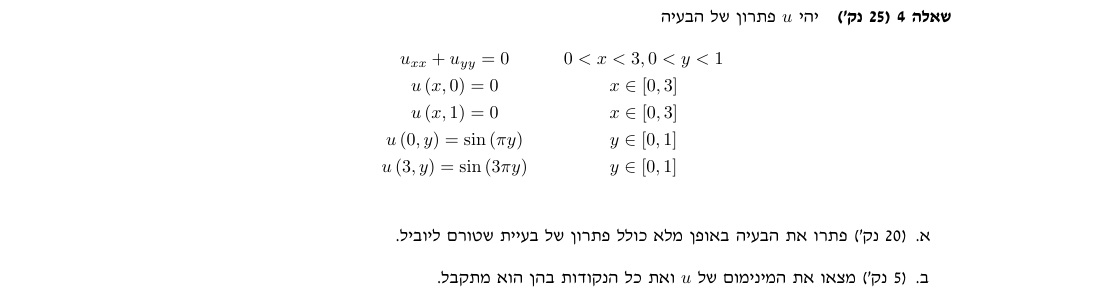 שאלה 4 (25 נק') יהי u פתרון של הבעיה
u_{xx} + u_{yy} = 0 0 < x < 3, 0 < y < 1
u (x, 0) = 0 x ∈ [0, 3]
u (x, 1) = 0 x ∈ [0, 3]
u (0, y) = sin (πy) y ∈ [0, 1]
u (3, y) = sin (3πy) y ∈ [0, 1]
א. (20 נק') פתרו את הבעיה באופן מלא כולל פתרון של בעיית שטורם ליוביל.
ב. (5 נק') מצאו את המינימום של u ואת כל הנקודות בהן הוא מתקבל.